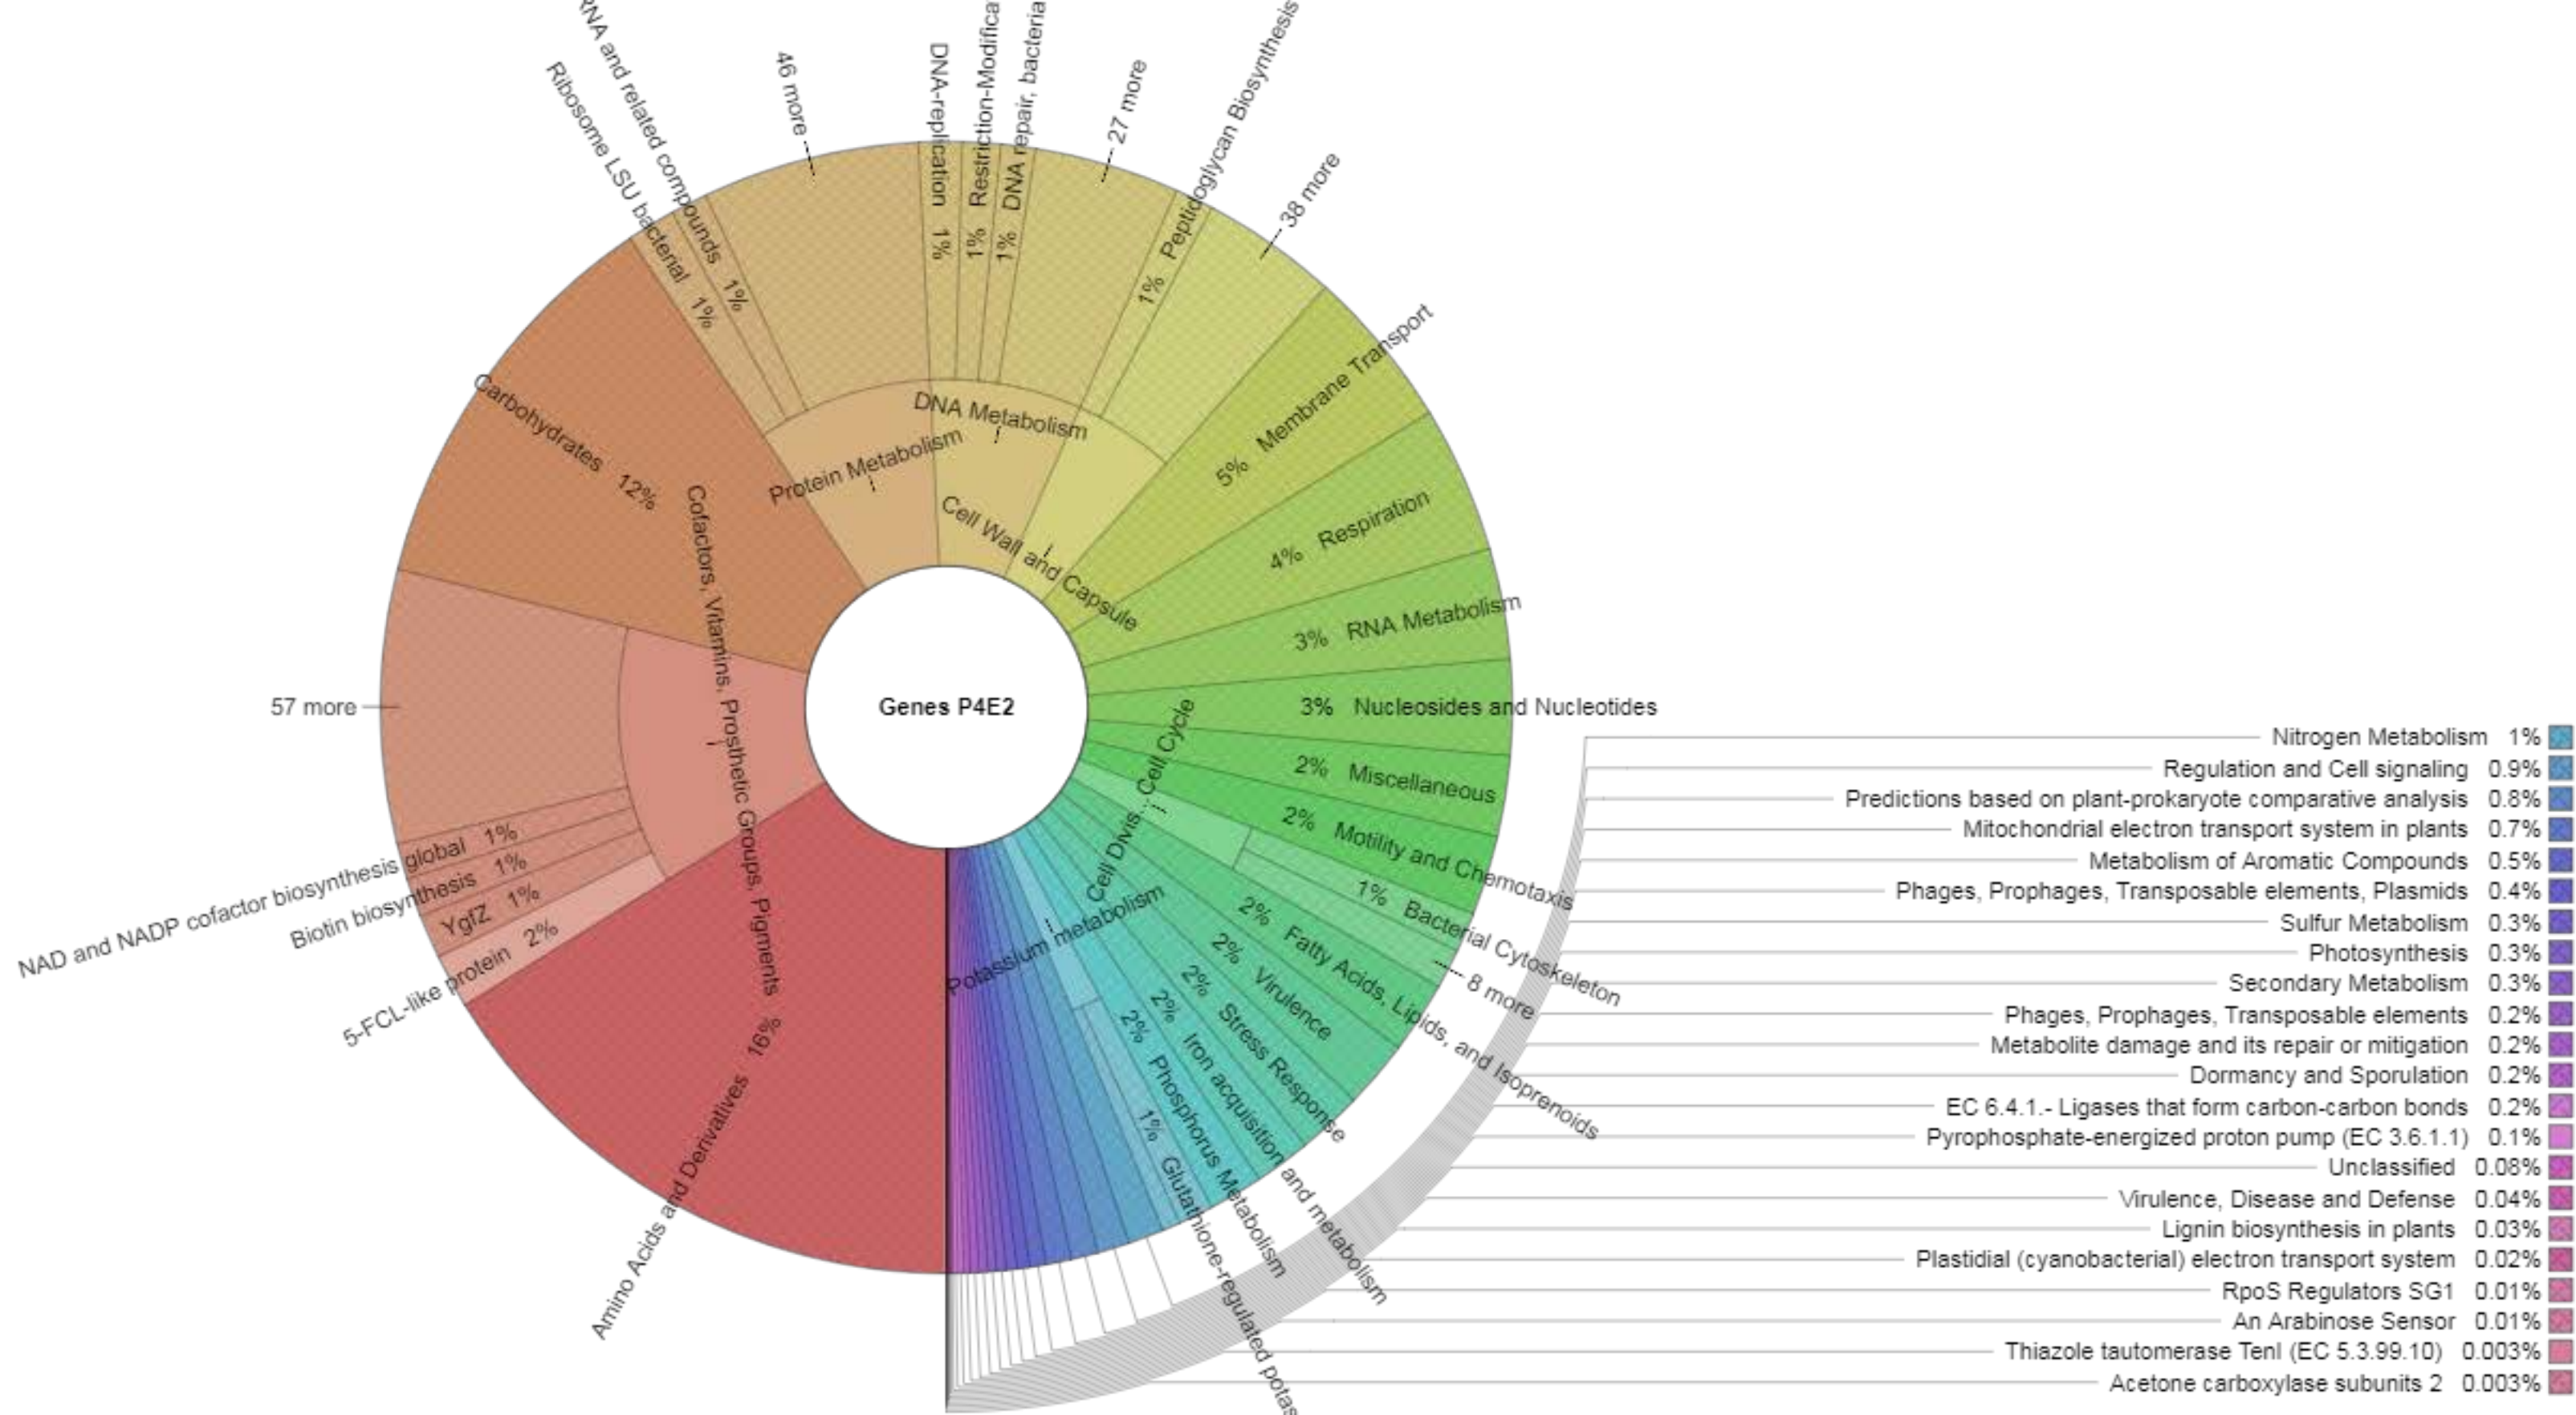 RNA and related compounds 1%
Ribosome LSU bacterial 1%
46 more
DNA-replication 1%
Restriction-Modifica
1%
DNA repair, bacteria
1%
27 more
1% Peptidoglycan Biosynthesis
38 more
Carbohydrates 12%
Protein Metabolism
DNA Metabolism
Cell Wall and Capsule
5% Membrane Transport
4% Respiration
3% RNA Metabolism
3% Nucleosides and Nucleotides
2% Miscellaneous
2% Motility and Chemotaxis
Cell Divis...Cell Cycle
1% Bacterial Cytoskeleton
8 more
2% Fatty Acids, Lipids, and Isoprenoids
2% Virulence
2% Stress Response
2% Iron acquisition and metabolism
2% Phosphorus Metabolism
Potassium metabolism
1% Glutathione-regulated potas
Genes P4E2
Cofactors, Vitamins, Prosthetic Groups, Pigments
57 more
NAD and NADP cofactor biosynthesis global 1%
Biotin biosynthesis 1%
YgfZ 1%
5-FCL-like protein 2%
Amino Acids and Derivatives 16%
Nitrogen Metabolism 1%
Regulation and Cell signaling 0.9%
Predictions based on plant-prokaryote comparative analysis 0.8%
Mitochondrial electron transport system in plants 0.7%
Metabolism of Aromatic Compounds 0.5%
Phages, Prophages, Transposable elements, Plasmids 0.4%
Sulfur Metabolism 0.3%
Photosynthesis 0.3%
Secondary Metabolism 0.3%
Phages, Prophages, Transposable elements 0.2%
Metabolite damage and its repair or mitigation 0.2%
Dormancy and Sporulation 0.2%
EC 6.4.1.- Ligases that form carbon-carbon bonds 0.2%
Pyrophosphate-energized proton pump (EC 3.6.1.1) 0.1%
Unclassified 0.08%
Virulence, Disease and Defense 0.04%
Lignin biosynthesis in plants 0.03%
Plastidial (cyanobacterial) electron transport system 0.02%
RpoS Regulators SG1 0.01%
An Arabinose Sensor 0.01%
Thiazole tautomerase TenI (EC 5.3.99.10) 0.003%
Acetone carboxylase subunits 2 0.003%